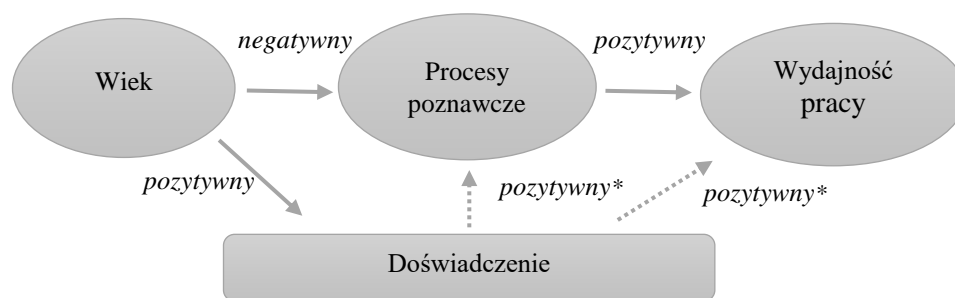 negatywny
pozytywny
Wiek
Procesy
poznawcze
Wydajność
pracy
pozytywny
pozytywny*
pozytywny*
Doświadczenie